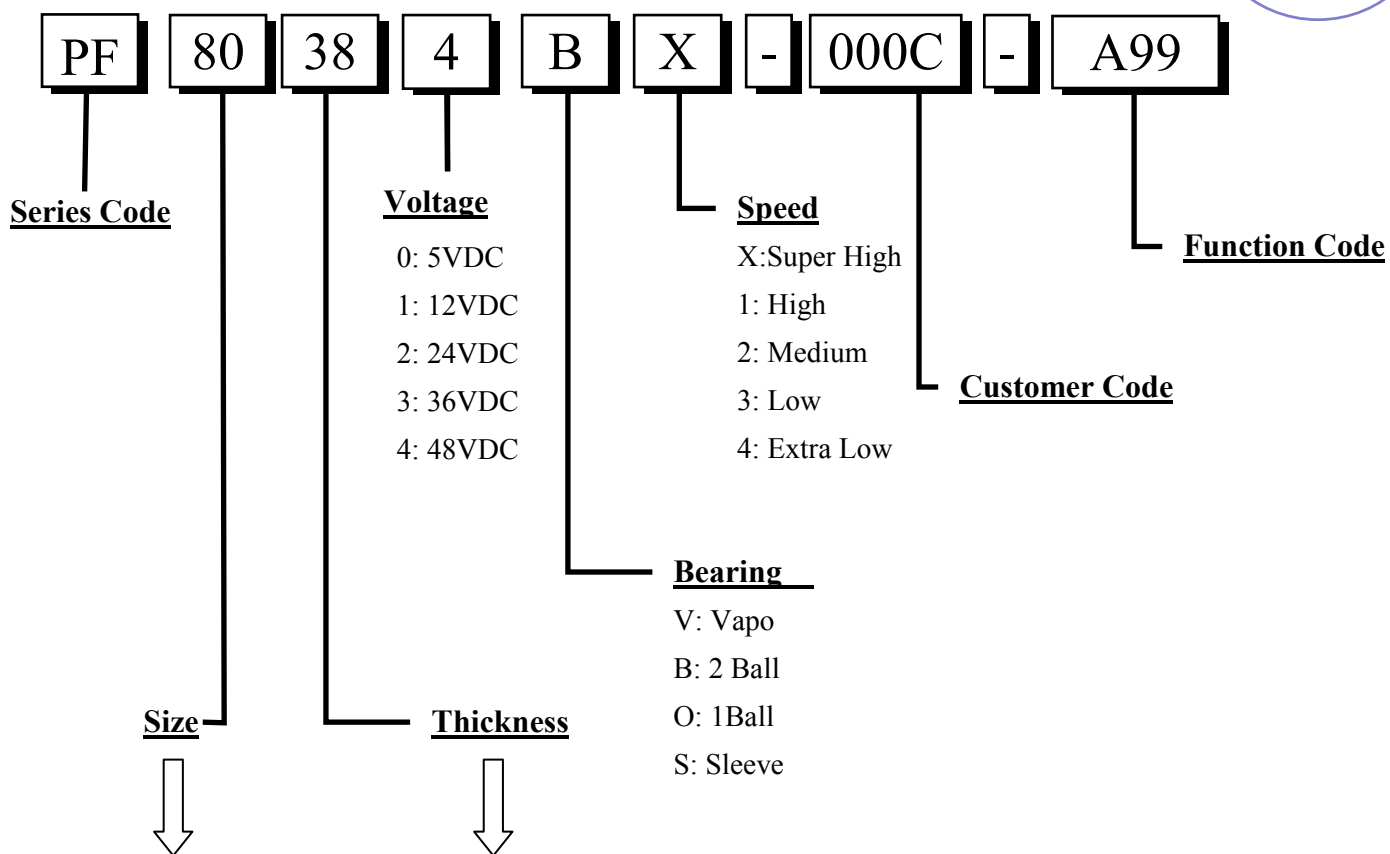 PF 80 38 4 B X - 000C - A99
Series Code
Voltage
0: 5VDC
1: 12VDC
2: 24VDC
3: 36VDC
4: 48VDC
Speed
X:Super High
1: High
2: Medium
3: Low
4: Extra Low
Function Code
Customer Code
Bearing
V: Vapo
B: 2 Ball
O: 1Ball
S: Sleeve
Size
Thickness